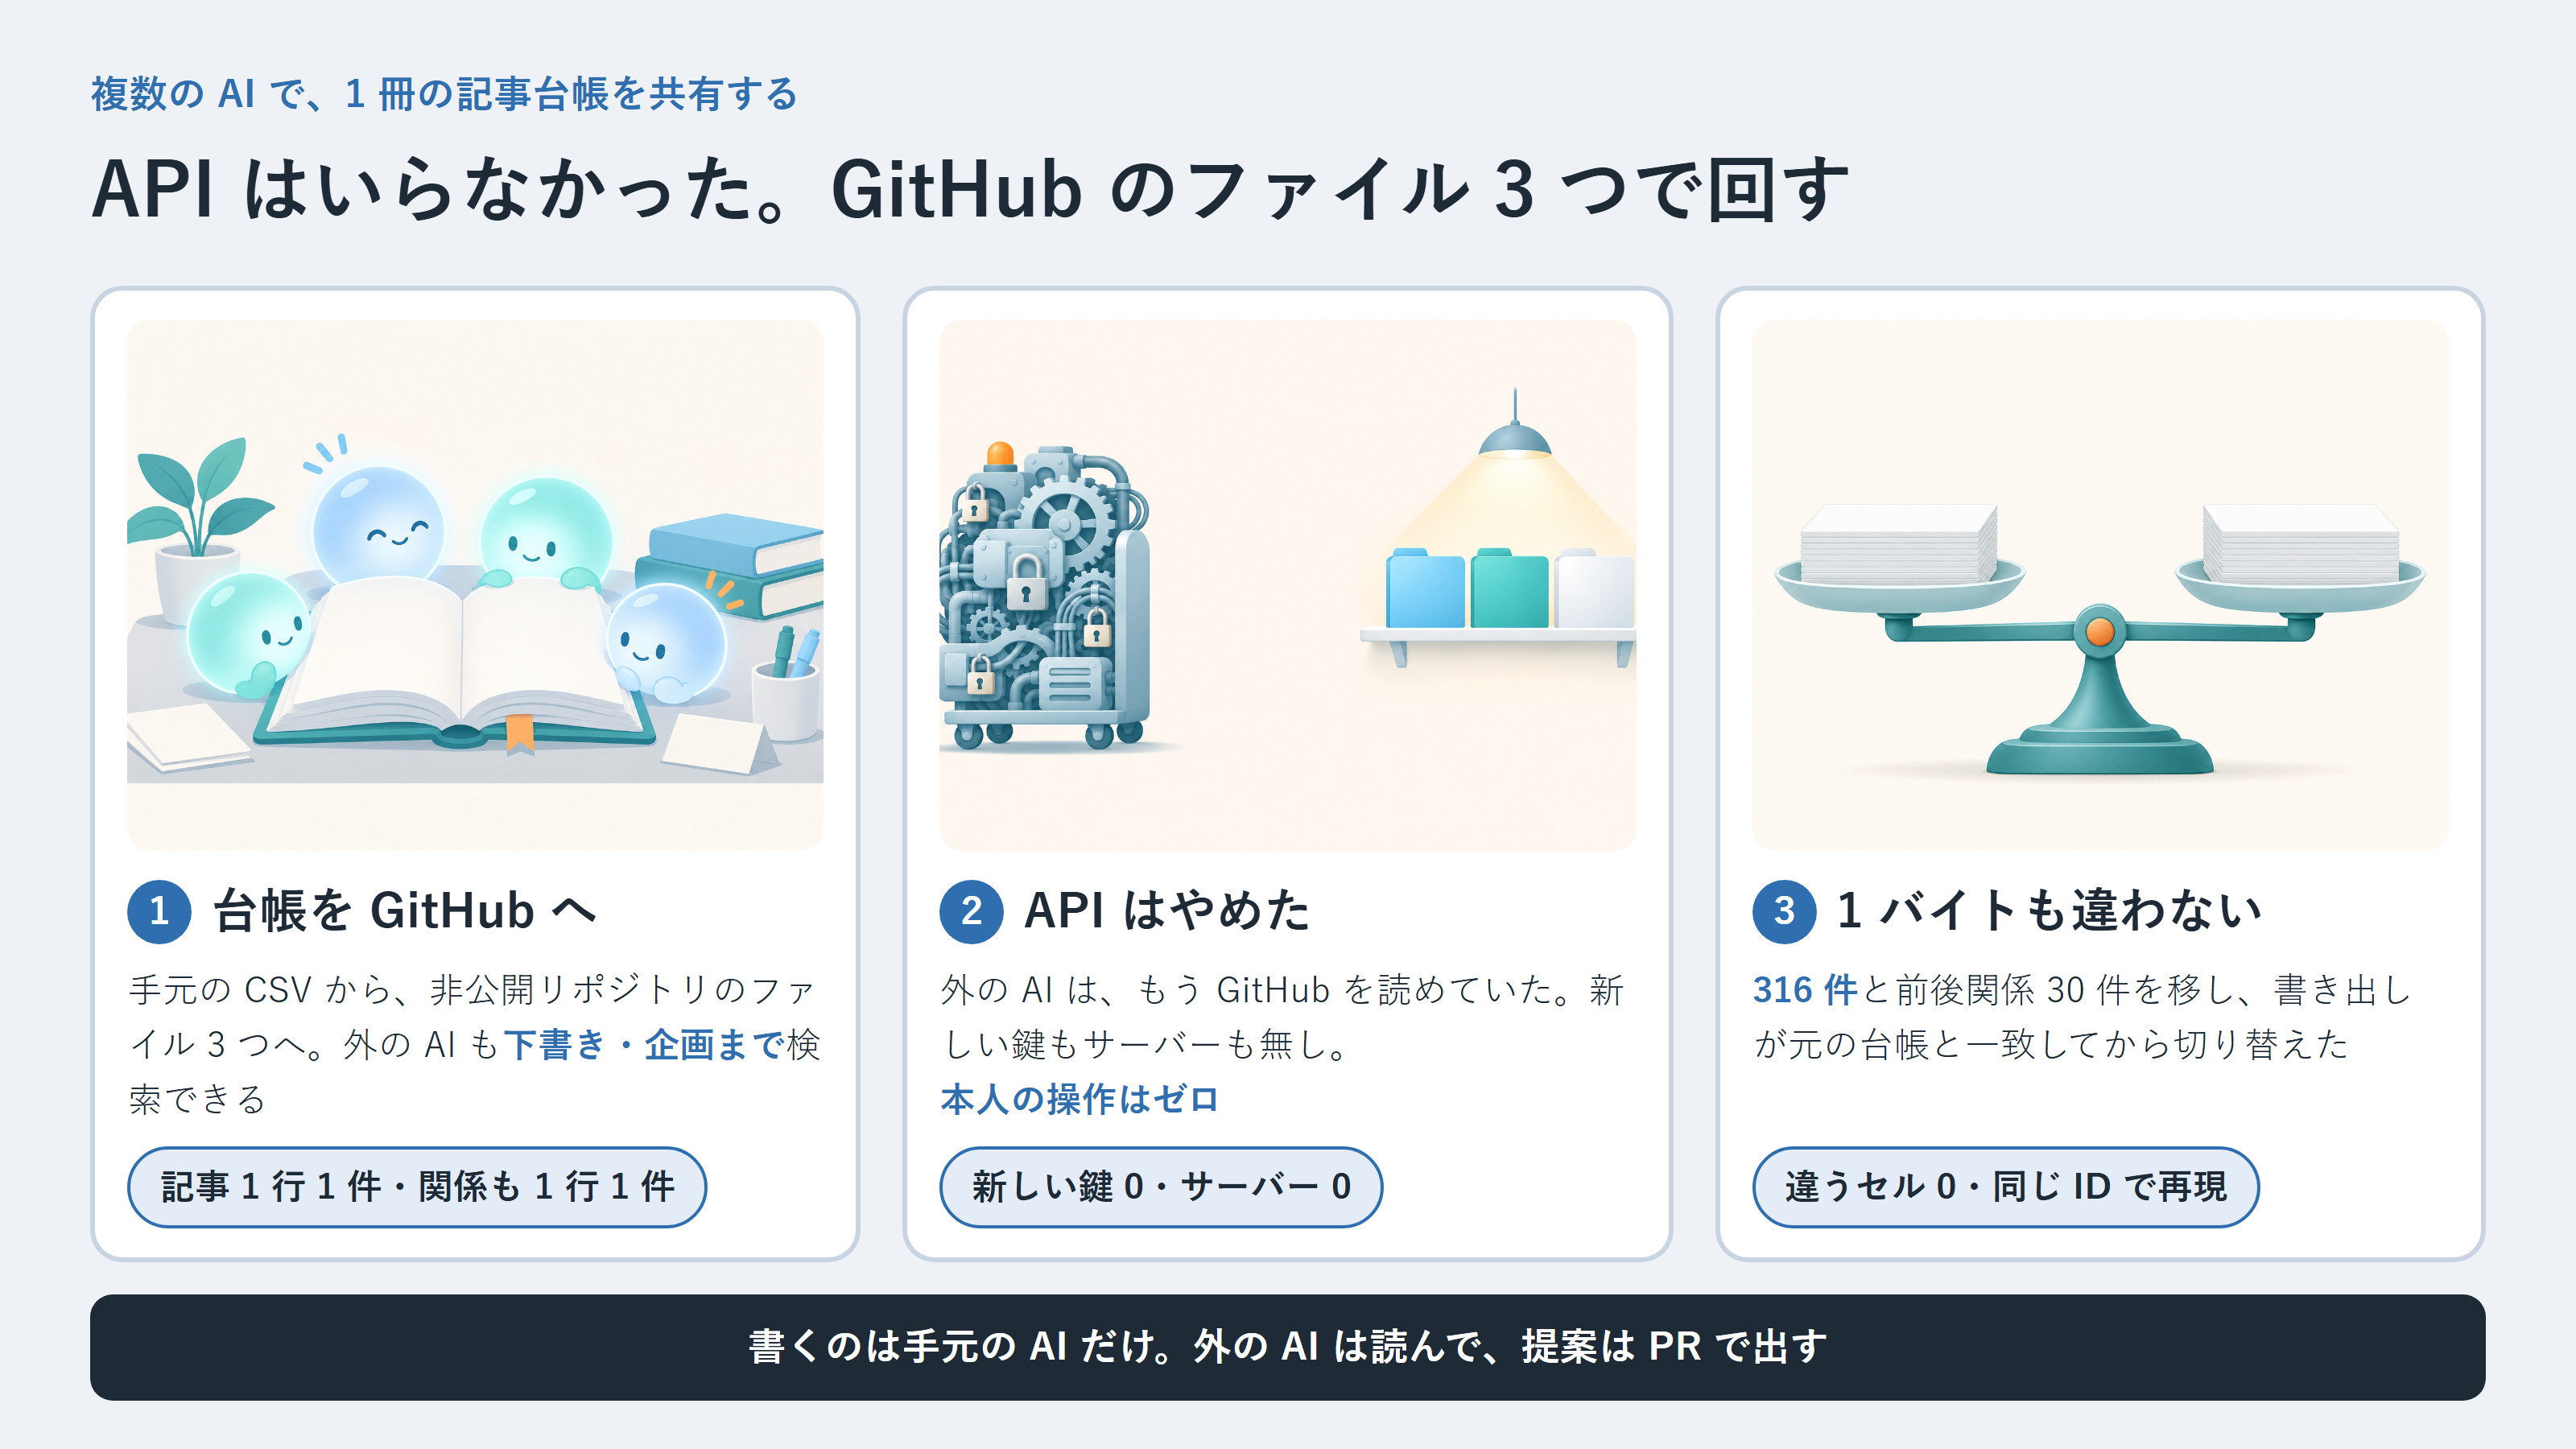 複数の AI で、1 冊の記事台帳を共有する
API はいらなかった。GitHub のファイル 3 つで回す
1 台帳を GitHub へ
手元の CSV から、非公開リポジトリのファ
イル 3 つへ。外の AI も下書き・企画まで検
索できる
記事 1 行 1 件・関係も 1 行 1 件
2 API はやめた
外の AI は、もう GitHub を読めていた。新
しい鍵もサーバーも無し。
本人の操作はゼロ
新しい鍵 0・サーバー 0
3 1 バイトも違わない
316 件と前後関係 30 件を移し、書き出し
が元の台帳と一致してから切り替えた
違うセル 0・同じ ID で再現
書くのは手元の AI だけ。外の AI は読んで、提案は PR で出す